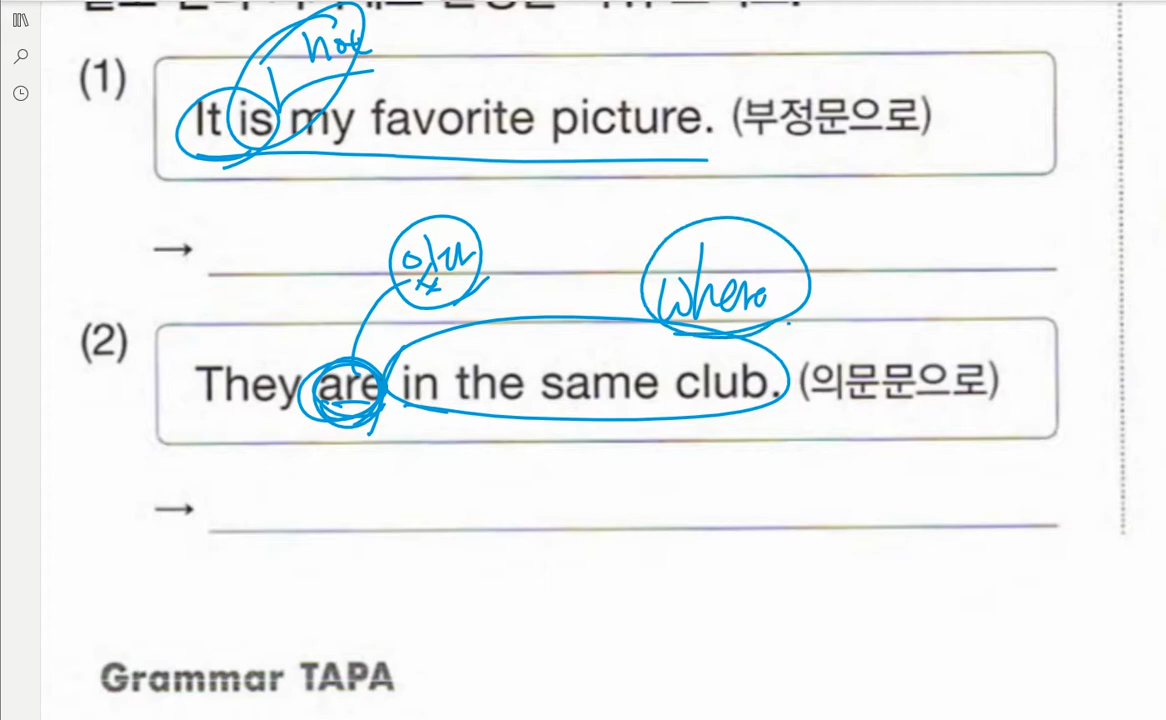 not
(1) It is my favorite picture. (부정문으로)
→
있다
where
(2) They are in the same club. (의문문으로)
→
Grammar TAPA